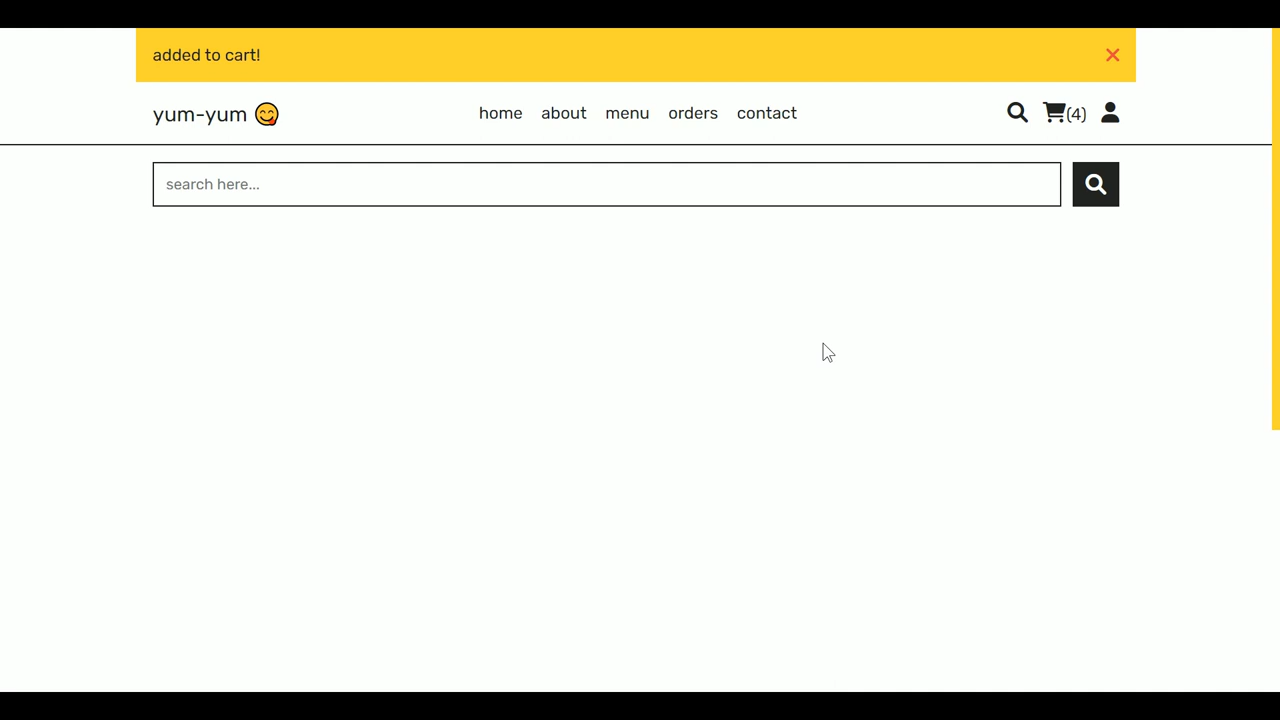 added to cart!
yum-yum 😋 home about menu orders contact (4)
search here...